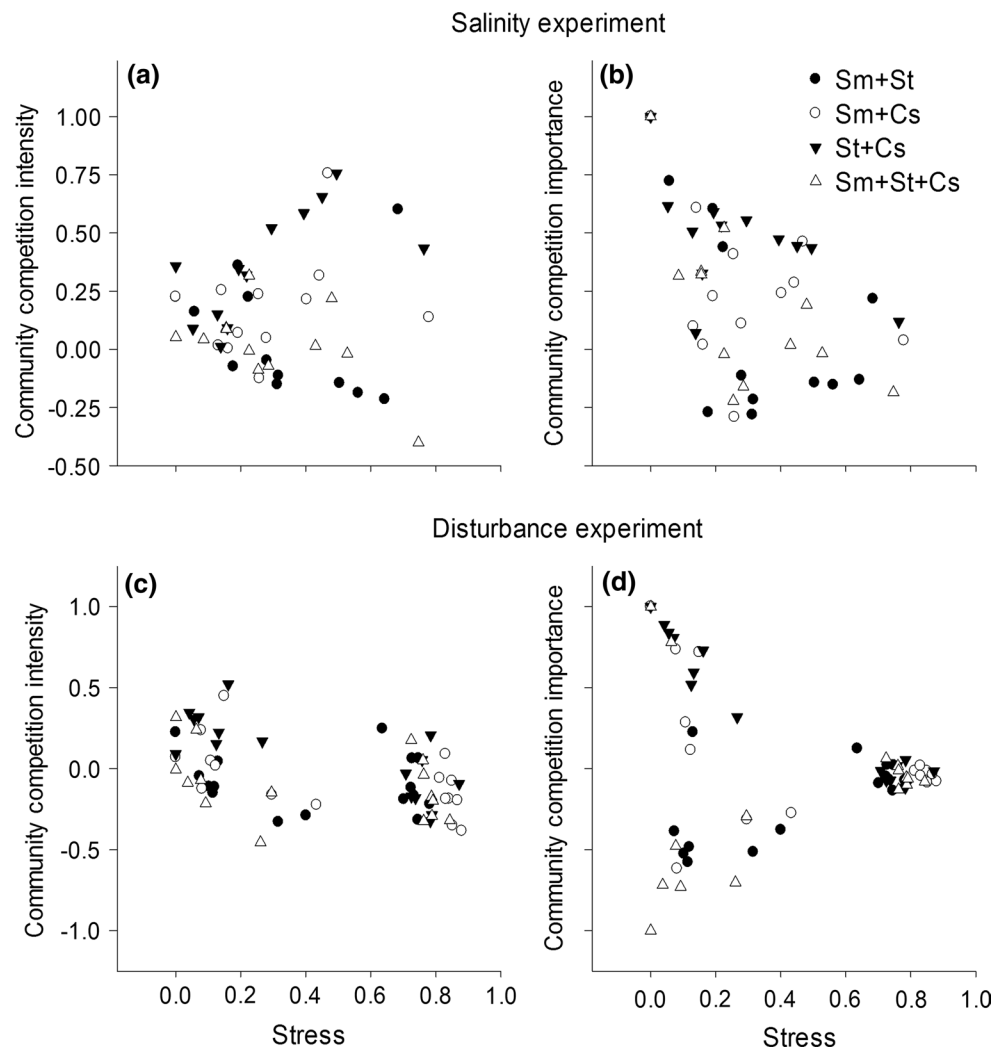 Salinity experiment
(a)
(b)
Sm+St
Sm+Cs
St+Cs
Sm+St+Cs
Community competition intensity
1.00
0.75
0.50
0.25
0.00
-0.25
-0.50
Community competition importance
Disturbance experiment
(c)
(d)
Community competition intensity
1.0
0.5
0.0
-0.5
-1.0
Community competition importance
0.0 0.2 0.4 0.6 0.8 1.0
Stress
0.0 0.2 0.4 0.6 0.8 1.0
Stress